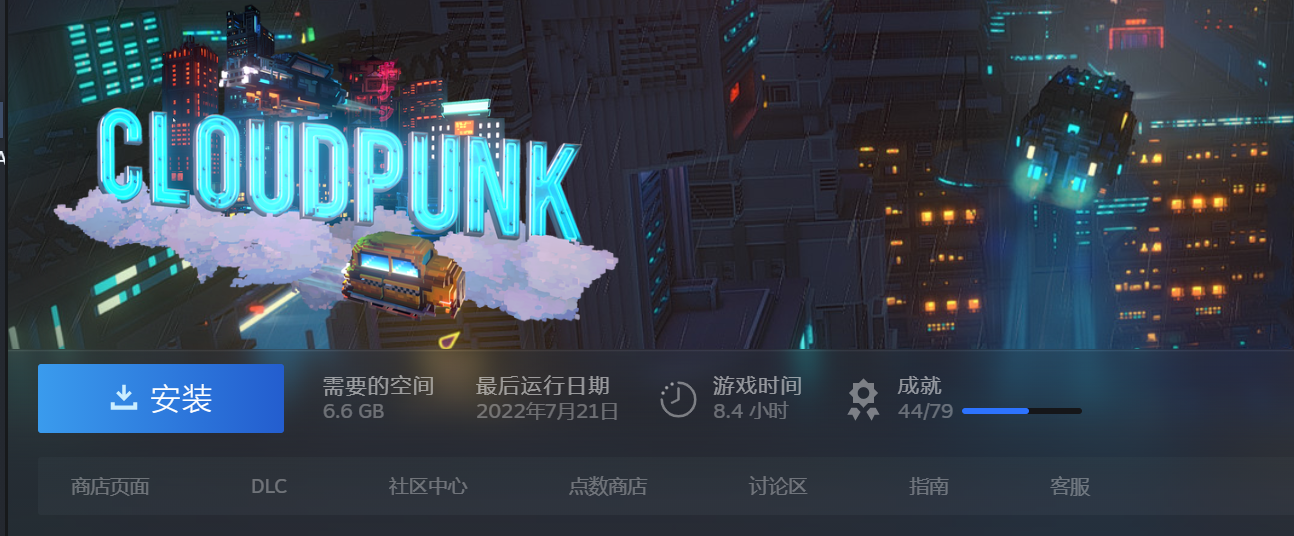 CLOUDPUNK
安装
需要的空间
6.6 GB
最后运行日期
2022年7月21日
游戏时间
8.4 小时
成就
44/79
商店页面
DLC
社区中心
点数商店
讨论区
指南
客服